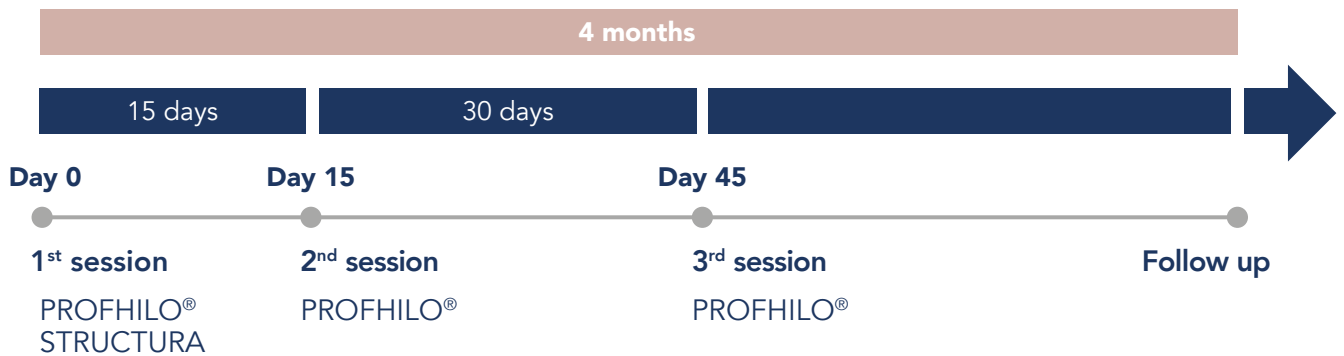 4 months
15 days
30 days
Day 0
Day 15
Day 45
1st session
2nd session
3rd session
Follow up
PROFHILO®
STRUCTURA
PROFHILO®
PROFHILO®